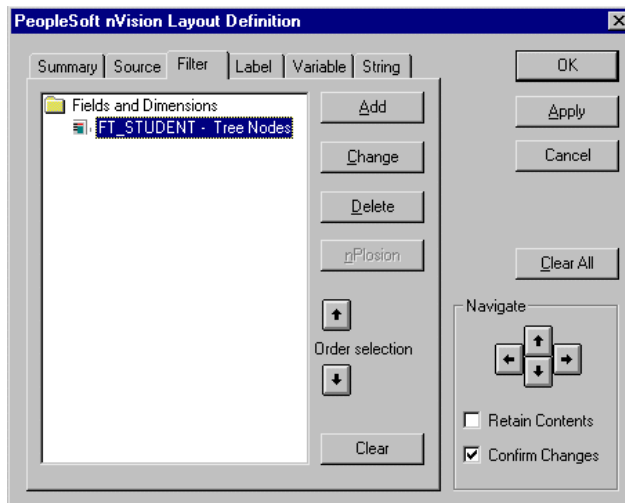 PeopleSoft nVision Layout Definition
Summary Source Filter Label Variable String
Fields and Dimensions
FT_STUDENT - Tree Nodes
Add
Change
Delete
nPlosion
Order selection
Clear
OK
Apply
Cancel
Clear All
Navigate
Retain Contents
Confirm Changes